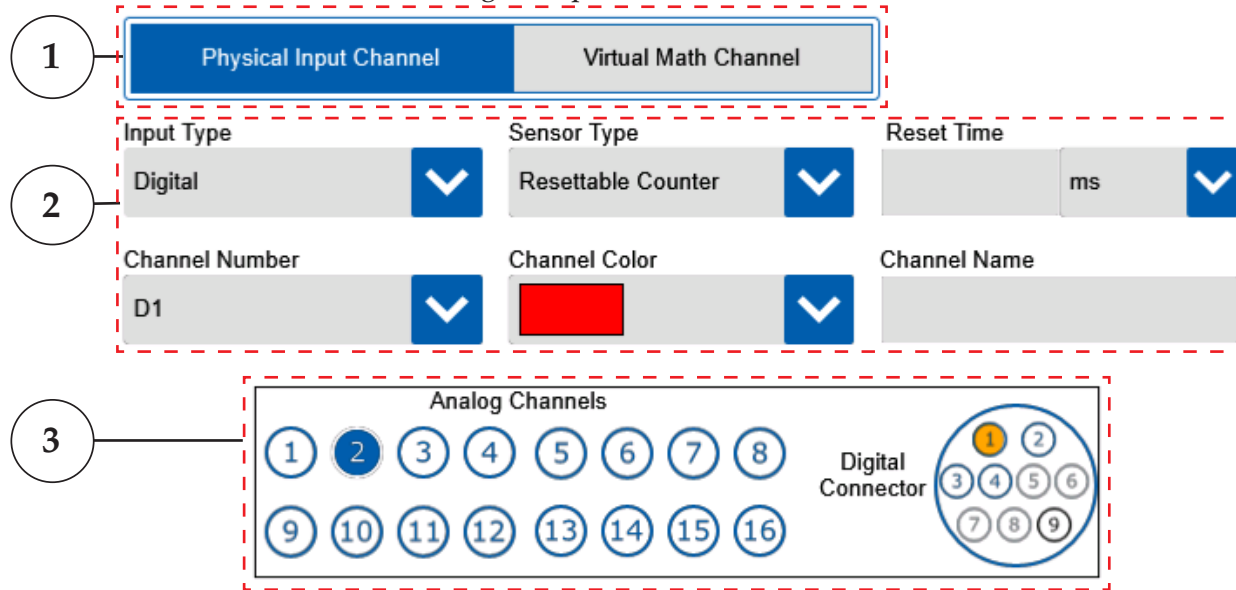 1
Physical Input Channel Virtual Math Channel
2
Input Type Sensor Type Reset Time
Digital Resettable Counter ms
Channel Number Channel Color Channel Name
D1
3
Analog Channels
1 2 3 4 5 6 7 8
9 10 11 12 13 14 15 16
Digital
Connector
1 2
3 4 5 6
7 8 9